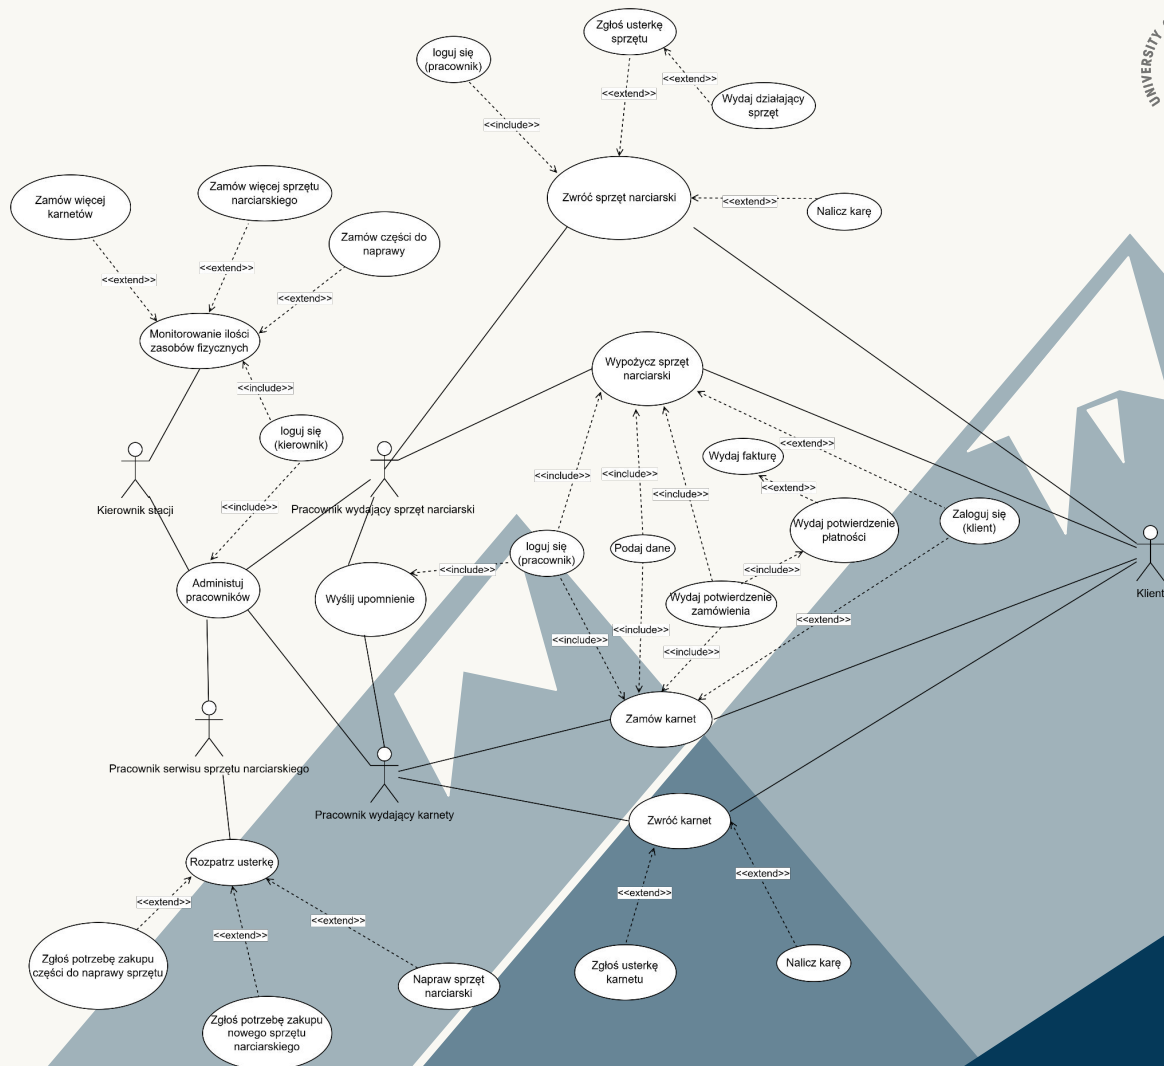 UNIVERSITY
Zgłoś usterkę
sprzętu
loguj się
(pracownik)
<<extend>>
<<extend>>
Wydaj działający
sprzęt
<<include>>
Zamów więcej sprzętu
narciarskiego
Zamów więcej
karnetów
Zwróć sprzęt narciarski
<<extend>>
Nalicz karę
Zamów części do
naprawy
<<extend>>
<<extend>>
<<extend>>
Monitorowanie ilości
zasobów fizycznych
Wypożycz sprzęt
narciarski
<<include>>
loguj się
(kierownik)
<<extend>>
Wydaj fakturę
<<include>>
<<include>>
<<extend>>
<<include>>
<<include>>
Kierownik stacji
Pracownik wydający sprzęt narciarski
Wydaj potwierdzenie
płatności
Zaloguj się
(klient)
loguj się
(pracownik)
Podaj dane
<<include>>
<<include>>
Administuj
pracowników
Wyślij upomnienie
Wydaj potwierdzenie
zamówienia
Klient
<<extend>>
<<include>>
<<include>>
<<include>>
Zamów karnet
Pracownik serwisu sprzętu narciarskiego
Pracownik wydający karnety
Zwróć karnet
Rozpatrz usterkę
<<extend>>
<<extend>>
<<extend>>
<<extend>>
<<extend>>
Zgłoś potrzebę zakupu
części do naprawy sprzętu
Zgłoś usterkę
karnetu
Nalicz karę
Napraw sprzęt
narciarski
Zgłoś potrzebę zakupu
nowego sprzętu
narciarskiego